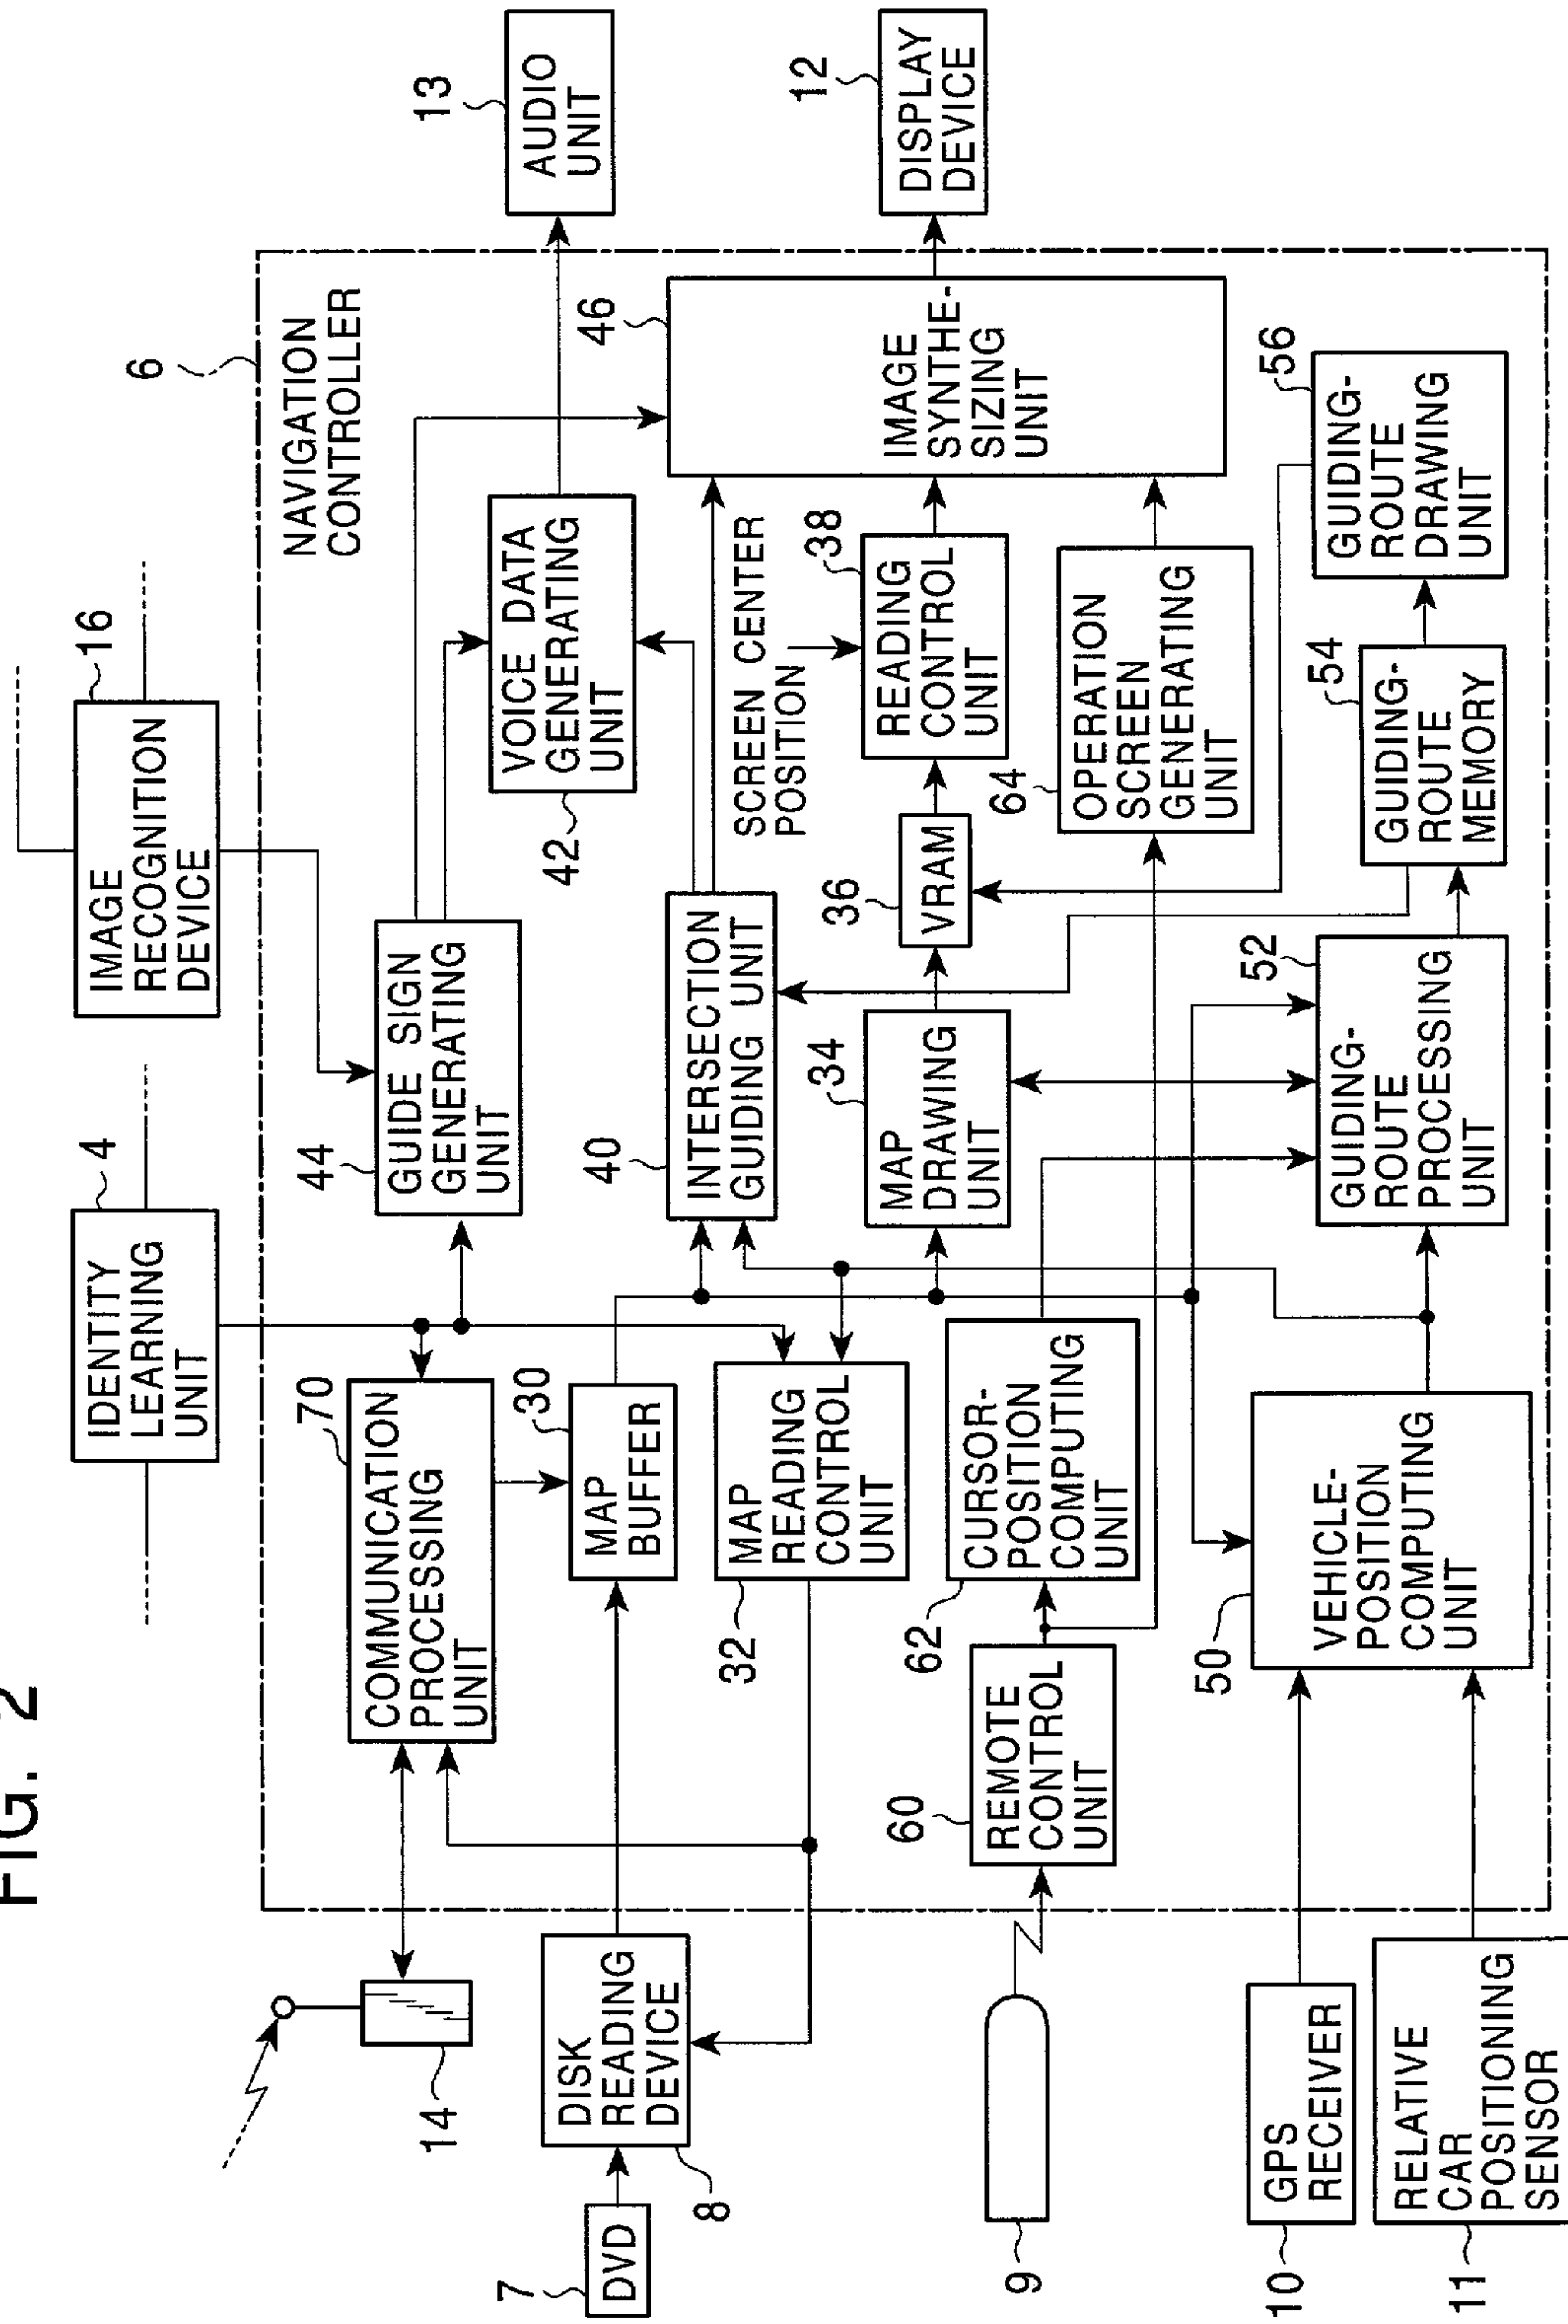 FIG. 2
IDENTITY
LEARNING
UNIT
4
IMAGE
RECOGNITION
DEVICE
16
6
NAVIGATION
CONTROLLER
14
70
COMMUNICATION
PROCESSING
UNIT
44
GUIDE SIGN
GENERATING
UNIT
13
AUDIO
UNIT
7
DVD
8
DISK
READING
DEVICE
30
MAP
BUFFER
42
VOICE DATA
GENERATING
UNIT
32
MAP
READING
CONTROL
UNIT
40
INTERSECTION
GUIDING UNIT
46
IMAGE
SYNTHE-
SIZING
UNIT
12
DISPLAY
DEVICE
SCREEN CENTER
POSITION
34
MAP
DRAWING
UNIT
36
VRAM
38
READING
CONTROL
UNIT
9
60
REMOTE
CONTROL
UNIT
62
CURSOR-
POSITION
COMPUTING
UNIT
64
OPERATION
SCREEN
GENERATING
UNIT
10
GPS
RECEIVER
11
RELATIVE
CAR
POSITIONING
SENSOR
50
VEHICLE-
POSITION
COMPUTING
UNIT
52
GUIDING-
ROUTE
PROCESSING
UNIT
54
GUIDING-
ROUTE
MEMORY
56
GUIDING-
ROUTE
DRAWING
UNIT